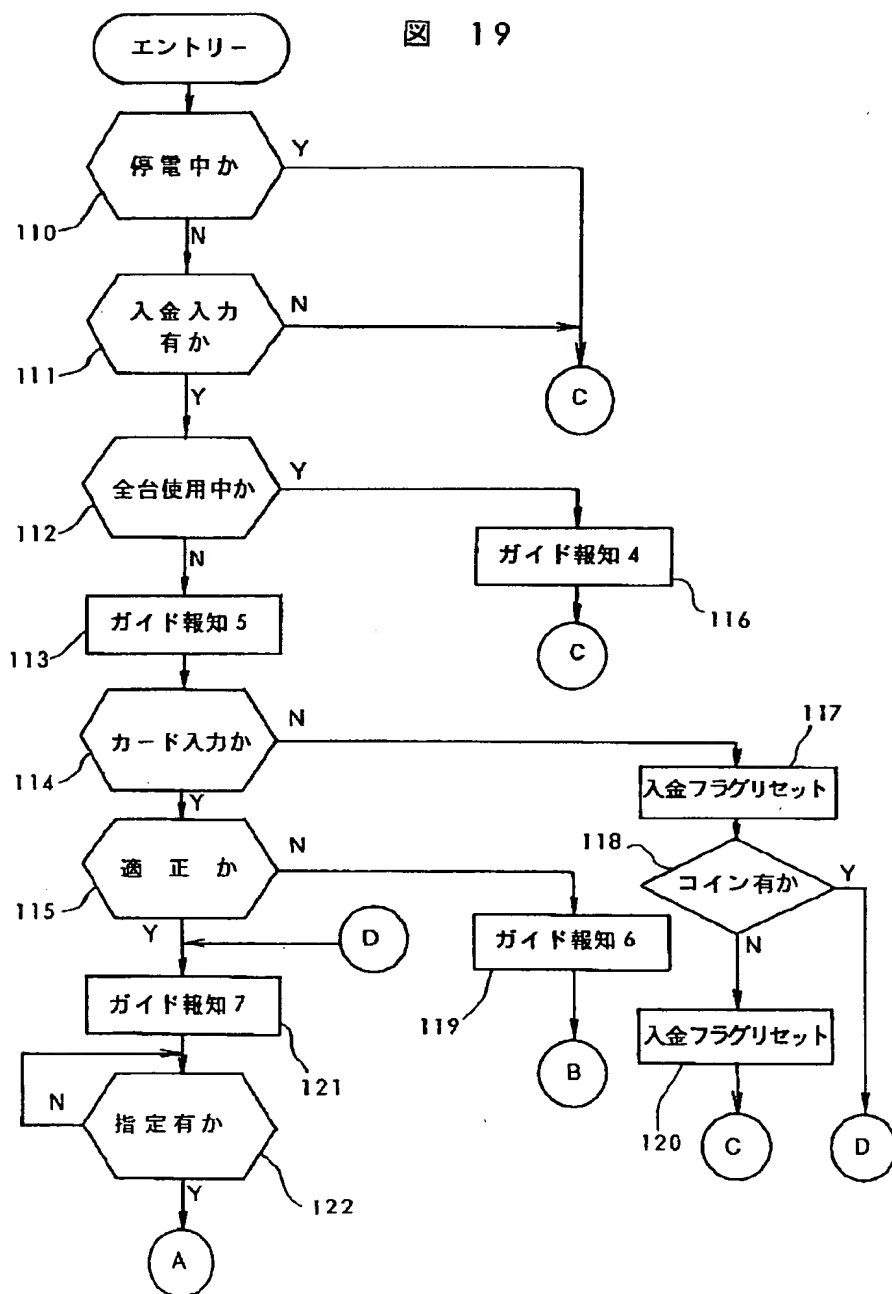 図 19
エントリー
停電中か
Y
110
N
入金入力
有か
N
111
Y
C
全台使用中か
Y
112
N
ガイド報知4
116
C
ガイド報知5
113
カード入力か
N
114
Y
117
入金フラグリセット
適 正 か
N
115
Y
118
コイン有か
Y
N
D
ガイド報知6
119
B
ガイド報知7
121
入金フラグリセット
120
C
D
指定有か
N
122
Y
A